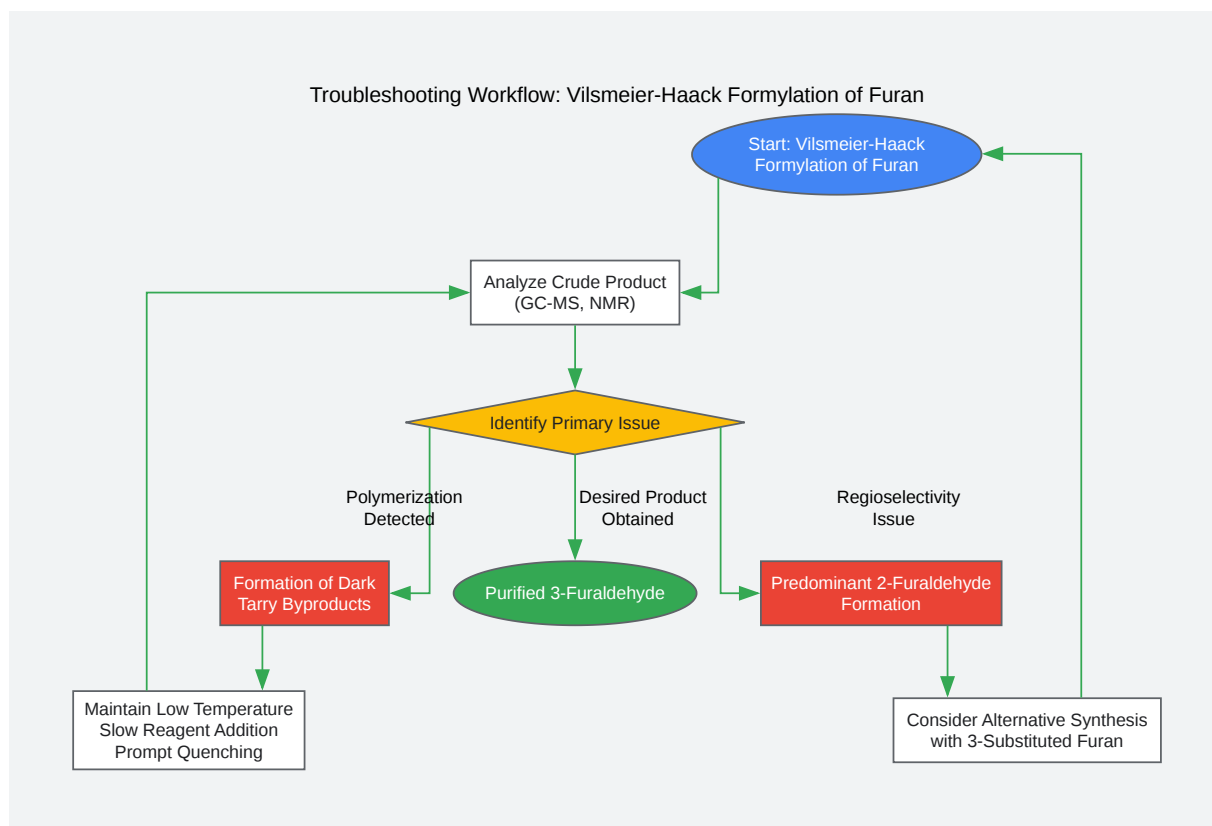 Troubleshooting Workflow: Vilsmeier-Haack Formylation of Furan
Start: Vilsmeier-Haack
Formylation of Furan
Analyze Crude Product
(GC-MS, NMR)
Identify Primary Issue
Polymerization
Detected
Desired Product
Obtained
Regioselectivity
Issue
Formation of Dark
Tarry Byproducts
Purified 3-Furaldehyde
Predominant 2-Furaldehyde
Formation
Maintain Low Temperature
Slow Reagent Addition
Prompt Quenching
Consider Alternative Synthesis
with 3-Substituted Furan